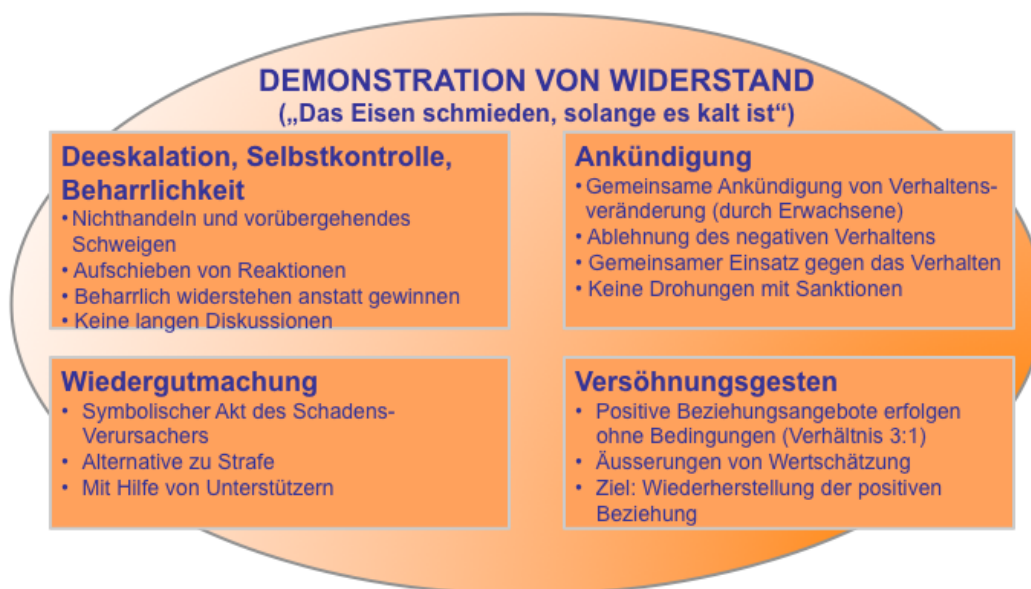 DEMONSTRATION VON WIDERSTAND
(„Das Eisen schmieden, solange es kalt ist“)
Deeskalation, Selbstkontrolle,
Beharrlichkeit
• Nichthandeln und vorübergehendes
Schweigen
• Aufschieben von Reaktionen
• Beharrlich widerstehen anstatt gewinnen
• Keine langen Diskussionen
Ankündigung
• Gemeinsame Ankündigung von Verhaltens-
veränderung (durch Erwachsene)
• Ablehnung des negativen Verhaltens
• Gemeinsamer Einsatz gegen das Verhalten
• Keine Drohungen mit Sanktionen
Wiedergutmachung
• Symbolischer Akt des Schadens-
Verursachers
• Alternative zu Strafe
• Mit Hilfe von Unterstützern
Versöhnungsgesten
• Positive Beziehungsangebote erfolgen
ohne Bedingungen (Verhältnis 3:1)
• Äusserungen von Wertschätzung
• Ziel: Wiederherstellung der positiven
Beziehung